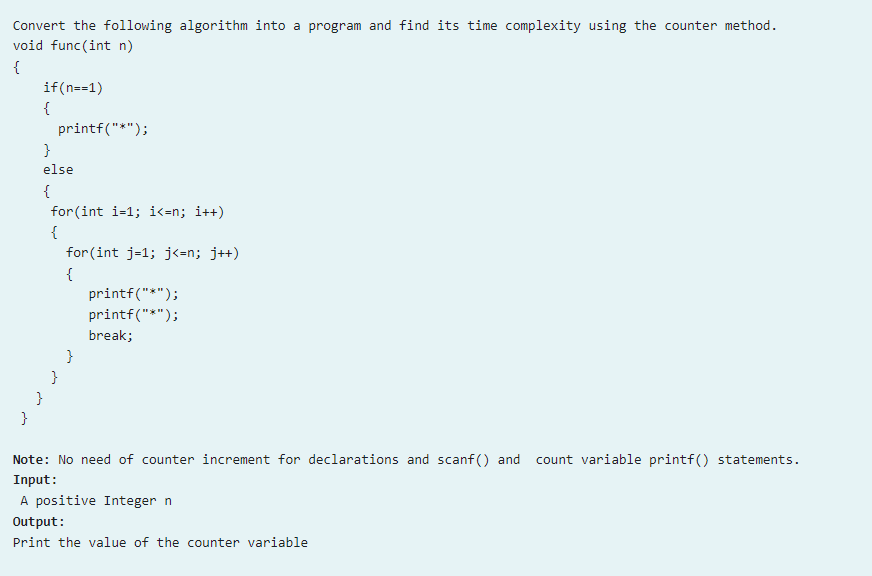 Convert the following algorithm into a program and find its time complexity using the counter method.
void func(int n)
{
if(n==1)
{
printf("*");
}
else
{
for(int i=1; i<=n; i++)
{
for(int j=1; j<=n; j++)
{
printf("*");
printf("*");
break;
}
}
}
}
Note: No need of counter increment for declarations and scanf() and count variable printf() statements.
Input:
A positive Integer n
Output:
Print the value of the counter variable